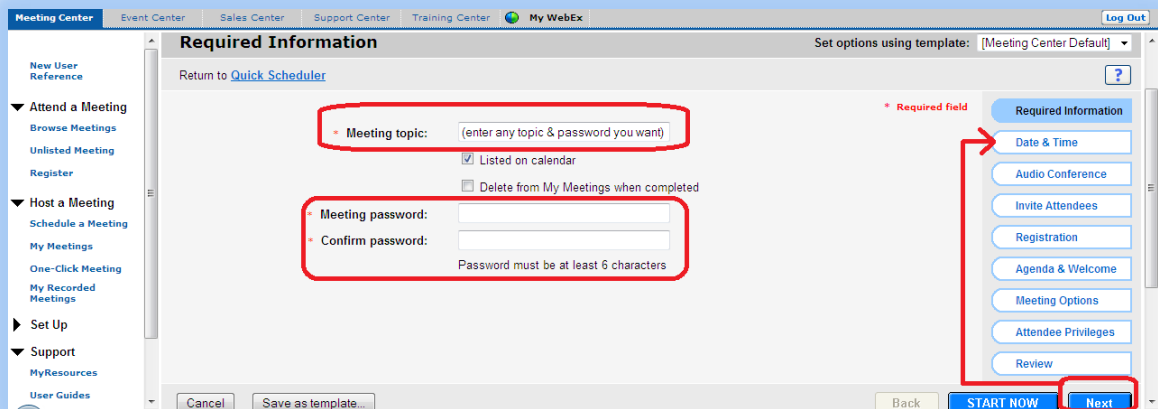 Meeting Center Event Center Sales Center Support Center Training Center My WebEx Log Out
New User
Reference
Attend a Meeting
Browse Meetings
Unlisted Meeting
Register
Host a Meeting
Schedule a Meeting
My Meetings
One-Click Meeting
My Recorded
Meetings
Set Up
Support
MyResources
User Guides
Required Information
Set options using template: [Meeting Center Default]
Return to Quick Scheduler
?
* Required field
* Meeting topic: (enter any topic & password you want)
Listed on calendar
Delete from My Meetings when completed
* Meeting password:
* Confirm password:
Password must be at least 6 characters
Required Information
Date & Time
Audio Conference
Invite Attendees
Registration
Agenda & Welcome
Meeting Options
Attendee Privileges
Review
Cancel Save as template... Back START NOW Next